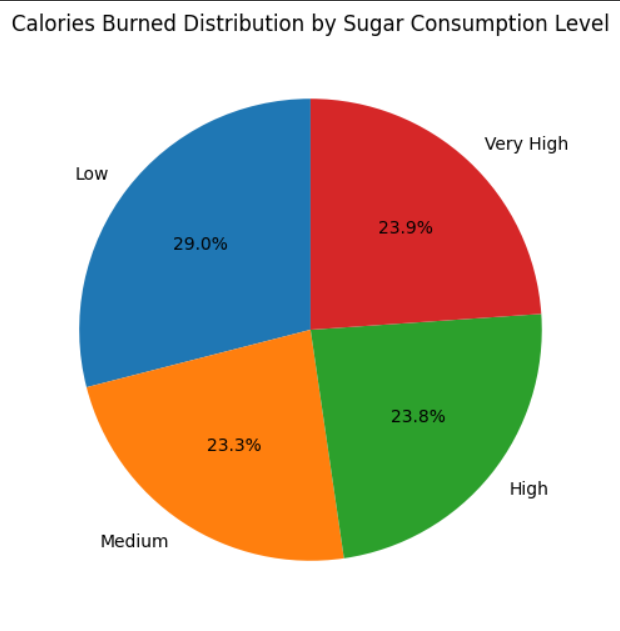 Calories Burned Distribution by Sugar Consumption Level
Very High
Low
23.9%
29.0%
23.8%
23.3%
High
Medium